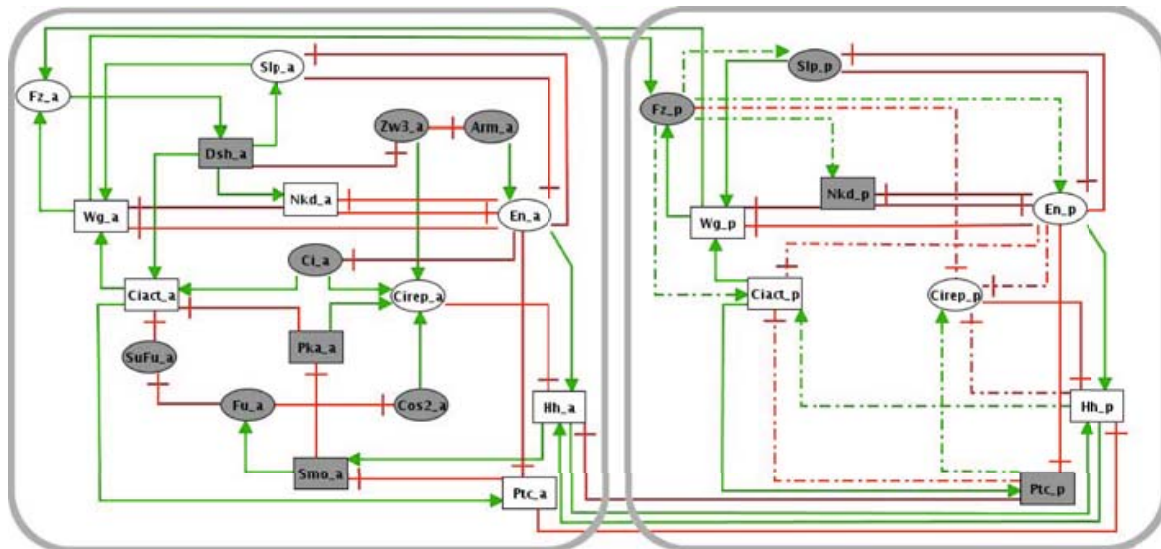 Slp_a
Fz_a
Zw3_a
Arm_a
Dsh_a
Nkd_a
Wg_a
En_a
Ci_a
Ciact_a
Cirep_a
Pka_a
SuFu_a
Fu_a
Cos2_a
Hh_a
Smo_a
Ptc_a
Slp_p
Fz_p
Nkd_p
Wg_p
En_p
Ciact_p
Cirep_p
Hh_p
Ptc_p